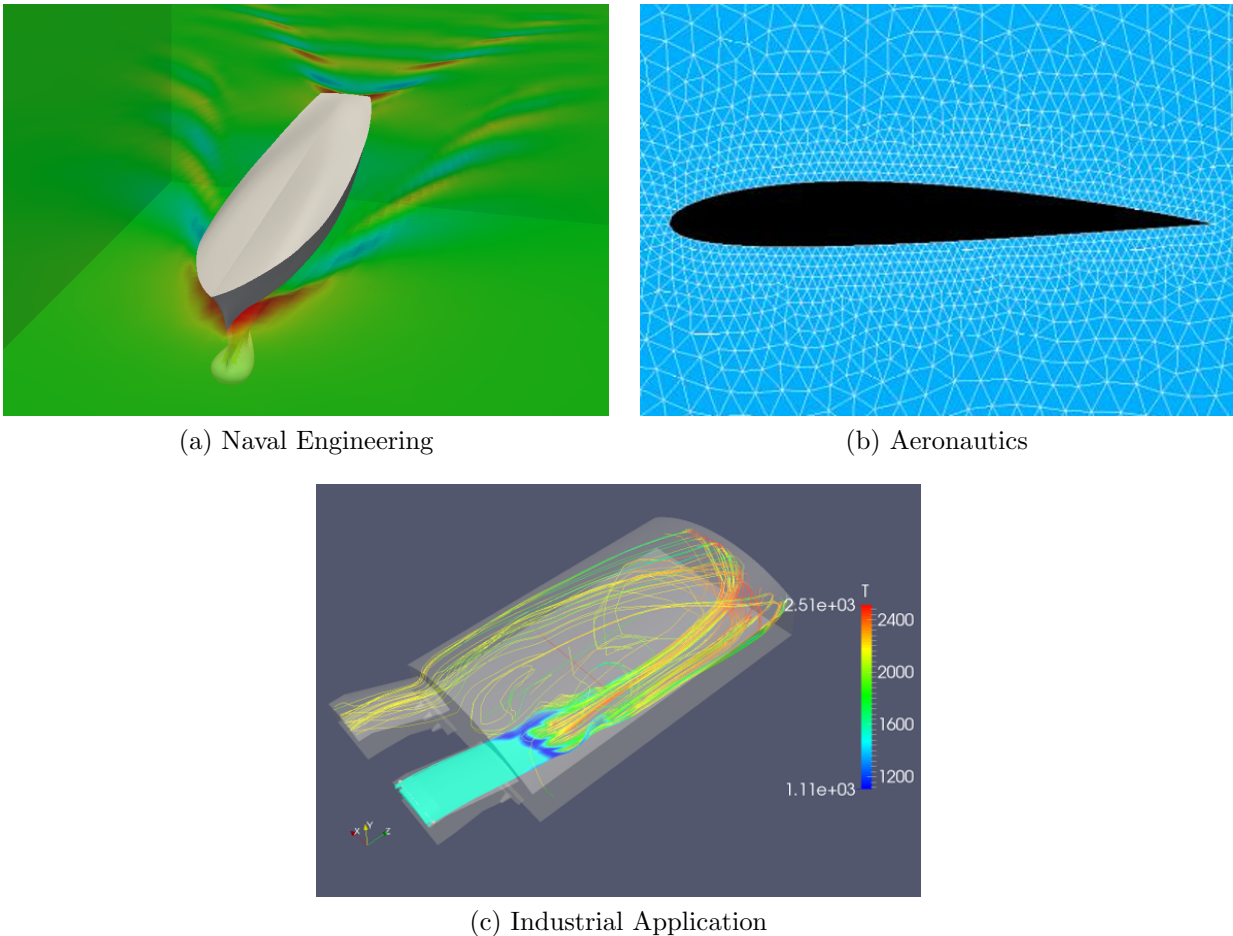 (a) Naval Engineering
(b) Aeronautics
T
2.51e+03
2400
2000
1600
1200
1.11e+03
X
Y
Z
(c) Industrial Application